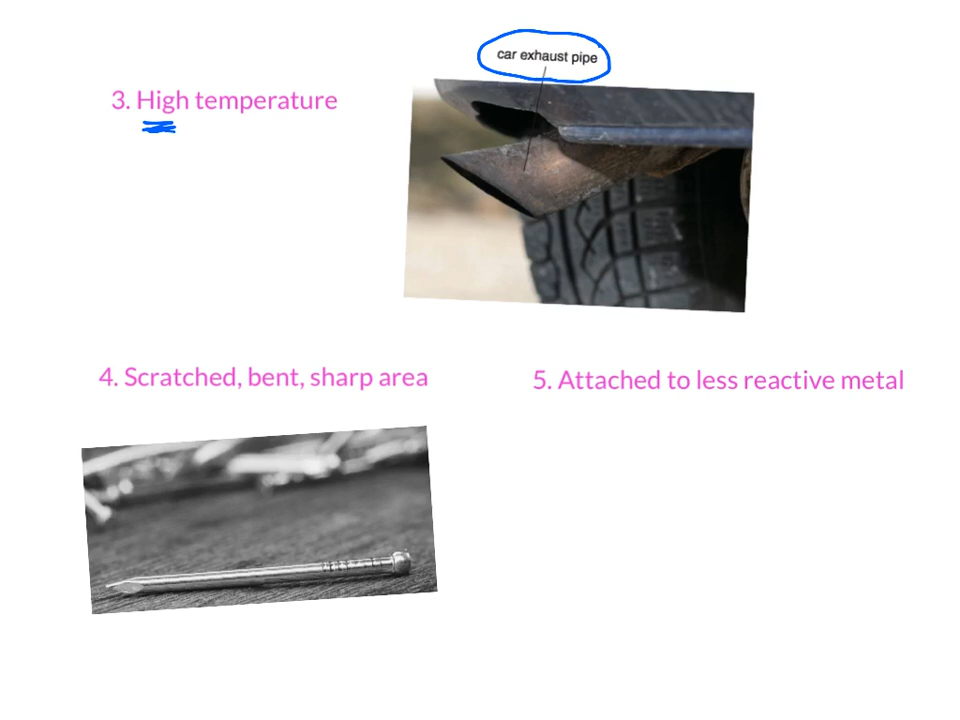 car exhaust pipe
3. High temperature
4. Scratched, bent, sharp area
5. Attached to less reactive metal